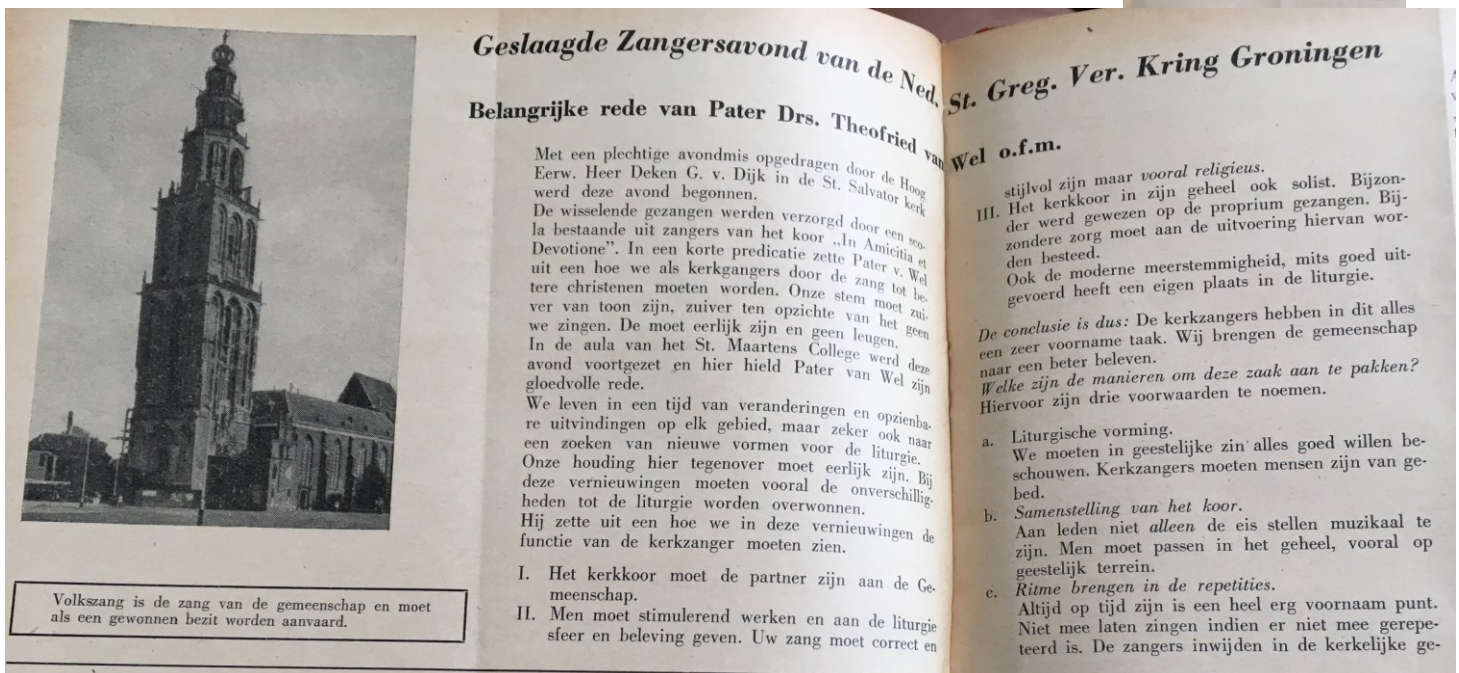 Geslaagde Zangersavond van de Ned. St. Greg. Ver. Kring Groningen
Belangrijke rede van Pater Drs. Theofried van Wel o.f.m.
Met een plechtige avondmis opgedragen door de Hoog
Eerw. Heer Deken G. v. Dijk in de St. Salvator kerk
werd deze avond begonnen.
De wisselende gezangen werden verzorgd door een sco-
la bestaande uit zangers van het koor „In Amicitia et
Devotione”. In een korte predicatie zette Pater v. Wel
uit een hoe we als kerkgangers door de zang tot be-
tere christenen moeten worden. Onze stem moet zui-
ver van toon zijn, zuiver ten opzichte van het geen
we zingen. De moet eerlijk zijn en geen leugen.
In de aula van het St. Maartens College werd deze
avond voortgezet en hier hield Pater van Wel zijn
gloedvolle rede.
We leven in een tijd van veranderingen en opzienba-
re uitvindingen op elk gebied, maar zeker ook naar
een zoeken van nieuwe vormen voor de liturgie.
Onze houding hier tegenover moet eerlijk zijn. Bij
deze vernieuwingen moeten vooral de onverschillig-
heden tot de liturgie worden overwonnen.
Hij zette uit een hoe we in deze vernieuwingen de
functie van de kerkzanger moeten zien.
I. Het kerkkoor moet de partner zijn aan de Ge-
meenschap.
II. Men moet stimulerend werken en aan de liturgie
sfeer en beleving geven. Uw zang moet correct en
stijlvol zijn maar vooral religieus.
III. Het kerkkoor in zijn geheel ook solist. Bijzon-
der werd gewezen op de proprium gezangen. Bij-
zondere zorg moet aan de uitvoering hiervan wor-
den besteed.
Ook de moderne meerstemmigheid, mits goed uit-
gevoerd heeft een eigen plaats in de liturgie.
De conclusie is dus: De kerkzangers hebben in dit alles
een zeer voorname taak. Wij brengen de gemeenschap
naar een beter beleven.
Welke zijn de manieren om deze zaak aan te pakken?
Hiervoor zijn drie voorwaarden te noemen.
a. Liturgische vorming.
We moeten in geestelijke zin alles goed willen be-
schouwen. Kerkzangers moeten mensen zijn van ge-
bed.
b. Samenstelling van het koor.
Aan leden niet alleen de eis stellen muzikaal te
zijn. Men moet passen in het geheel, vooral op
geestelijk terrein.
c. Ritme brengen in de repetities.
Altijd op tijd zijn is een heel erg voornaam punt.
Niet mee laten zingen indien er niet mee gerepe-
teerd is. De zangers inwijden in de kerkelijke ge-
Volkszang is de zang van de gemeenschap en moet
als een gewonnen bezit worden aanvaard.